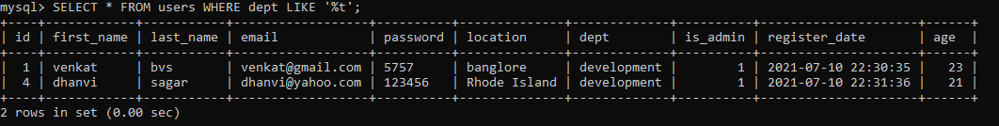 mysql> SELECT * FROM users WHERE dept LIKE '%t';
+----+------------+-----------+------------------+----------+--------------+-------------+----------+---------------------+------+
| id | first_name | last_name | email            | password | location     | dept        | is_admin | register_date       | age  |
+----+------------+-----------+------------------+----------+--------------+-------------+----------+---------------------+------+
|  1 | venkat     | bvs       | venkat@gmail.com | 5757     | banglore     | development |        1 | 2021-07-10 22:30:35 |   23 |
|  4 | dhanvi     | sagar     | dhanvi@yahoo.com | 123456   | Rhode Island | development |        1 | 2021-07-10 22:31:36 |   21 |
+----+------------+-----------+------------------+----------+--------------+-------------+----------+---------------------+------+
2 rows in set (0.00 sec)